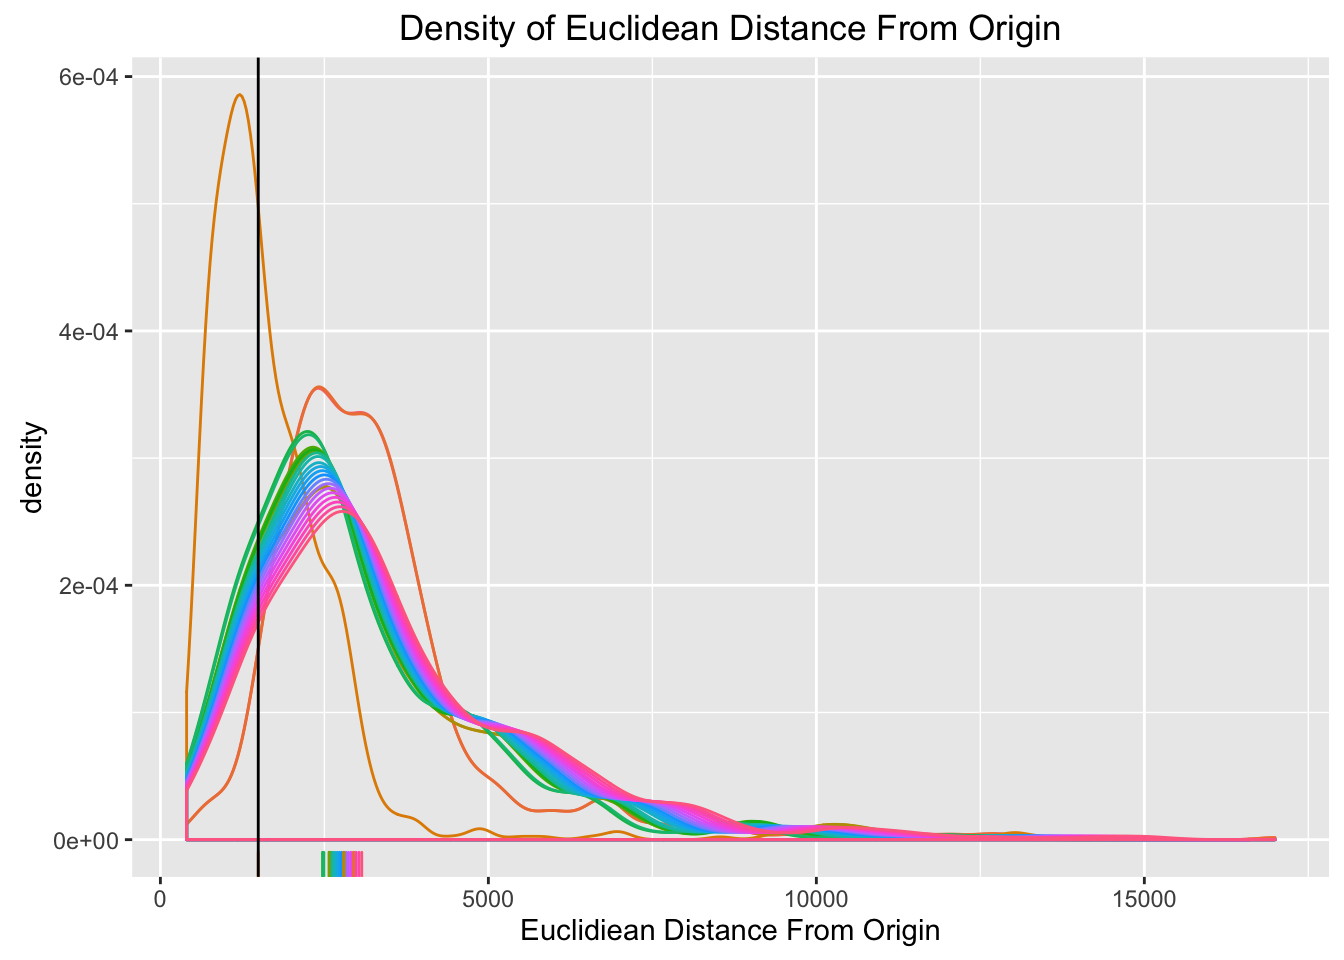 Density of Euclidean Distance From Origin
6e-04
4e-04
2e-04
0e+00
density
0
5000
10000
15000
Euclidiean Distance From Origin